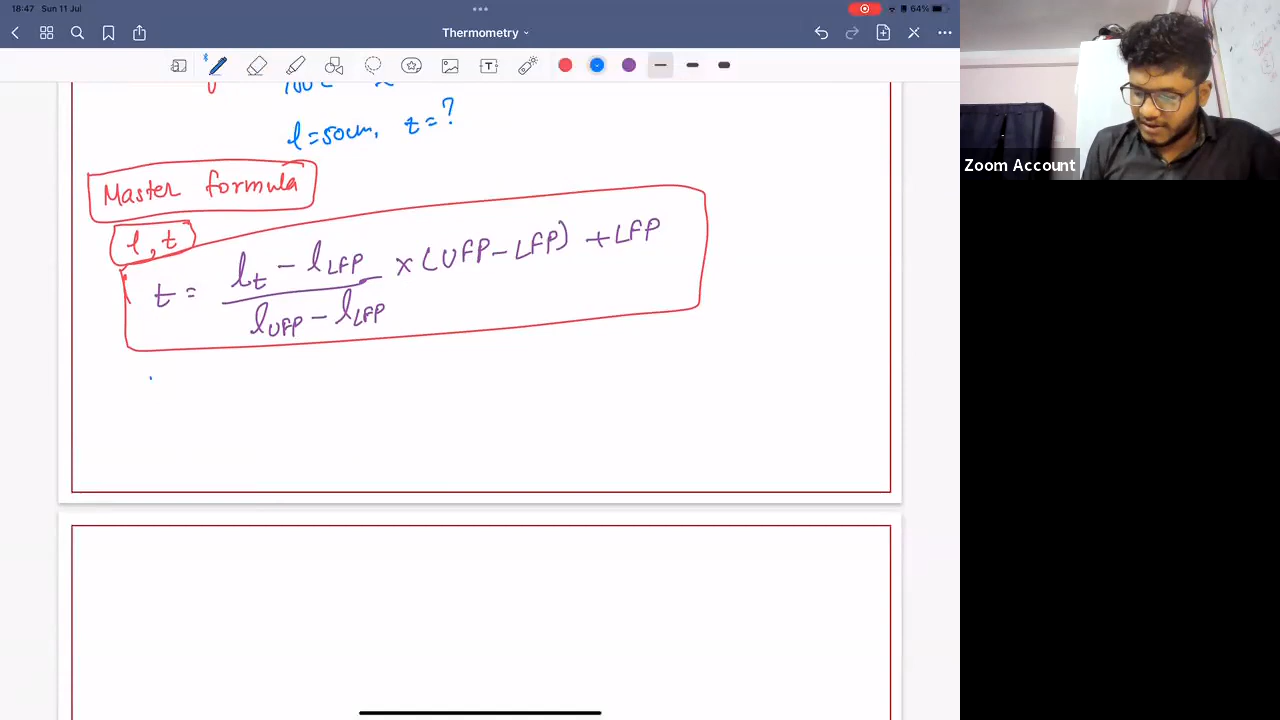 18:47 Sun 11 Jul
64%
Thermometry
100°C
l = 50cm, t = ?
Master formula
l, t
t = (l_t - l_LFP) / (l_UFP - l_LFP) × (UFP - LFP) + LFP
Zoom Account